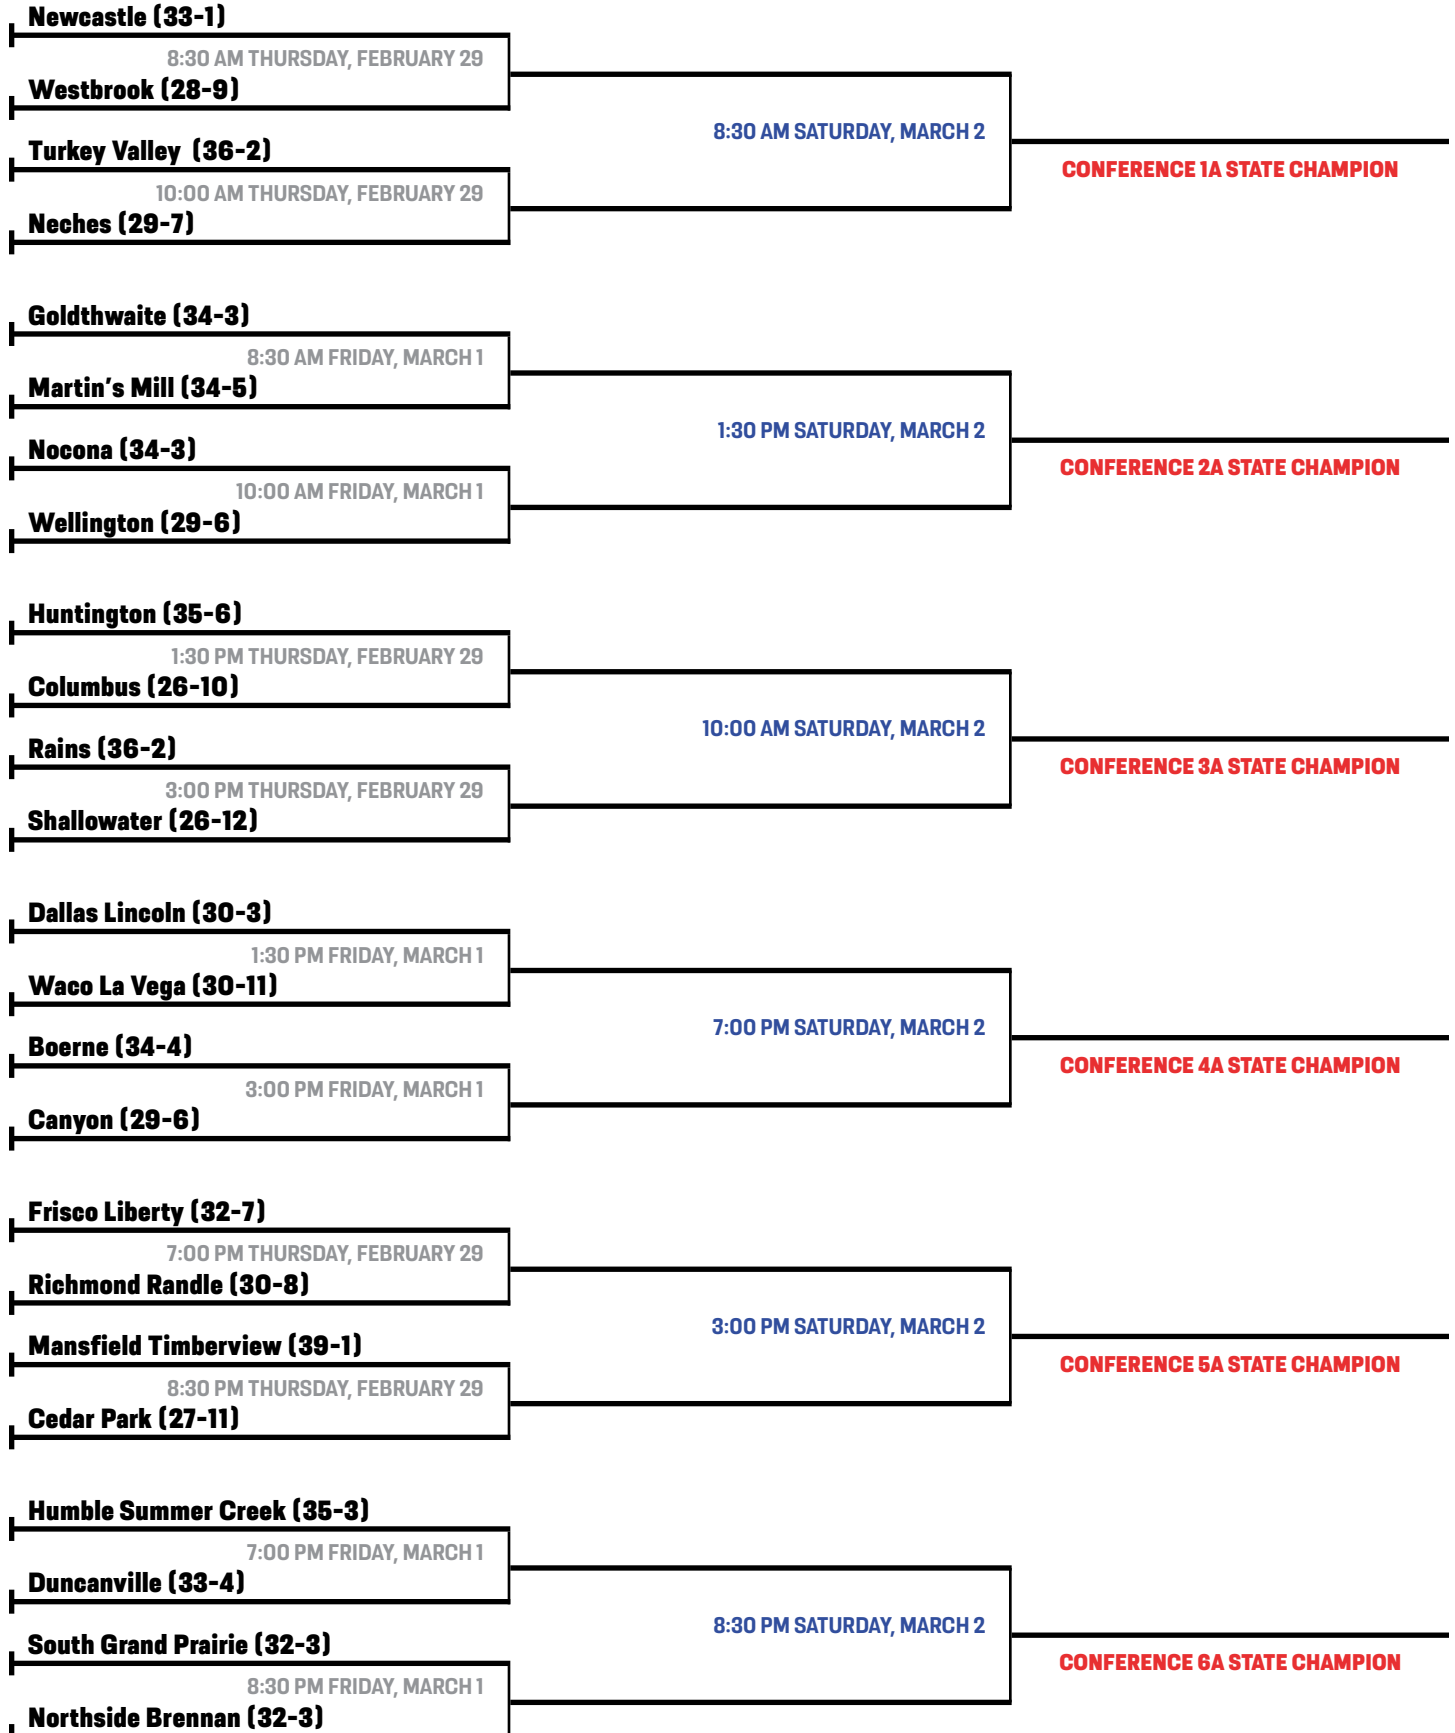 Newcastle (33-1)
8:30 AM THURSDAY, FEBRUARY 29
Westbrook (28-9)
8:30 AM SATURDAY, MARCH 2
Turkey Valley (36-2)
CONFERENCE 1A STATE CHAMPION
10:00 AM THURSDAY, FEBRUARY 29
Neches (29-7)
Goldthwaite (34-3)
8:30 AM FRIDAY, MARCH 1
Martin's Mill (34-5)
1:30 PM SATURDAY, MARCH 2
Nocona (34-3)
CONFERENCE 2A STATE CHAMPION
10:00 AM FRIDAY, MARCH 1
Wellington (29-6)
Huntington (35-6)
1:30 PM THURSDAY, FEBRUARY 29
Columbus (26-10)
10:00 AM SATURDAY, MARCH 2
Rains (36-2)
CONFERENCE 3A STATE CHAMPION
3:00 PM THURSDAY, FEBRUARY 29
Shallowater (26-12)
Dallas Lincoln (30-3)
1:30 PM FRIDAY, MARCH 1
Waco La Vega (30-11)
7:00 PM SATURDAY, MARCH 2
Boerne (34-4)
CONFERENCE 4A STATE CHAMPION
3:00 PM FRIDAY, MARCH 1
Canyon (29-6)
Frisco Liberty (32-7)
7:00 PM THURSDAY, FEBRUARY 29
Richmond Randle (30-8)
3:00 PM SATURDAY, MARCH 2
Mansfield Timberview (39-1)
CONFERENCE 5A STATE CHAMPION
8:30 PM THURSDAY, FEBRUARY 29
Cedar Park (27-11)
Humble Summer Creek (35-3)
7:00 PM FRIDAY, MARCH 1
Duncanville (33-4)
8:30 PM SATURDAY, MARCH 2
South Grand Prairie (32-3)
CONFERENCE 6A STATE CHAMPION
8:30 PM FRIDAY, MARCH 1
Northside Brennan (32-3)